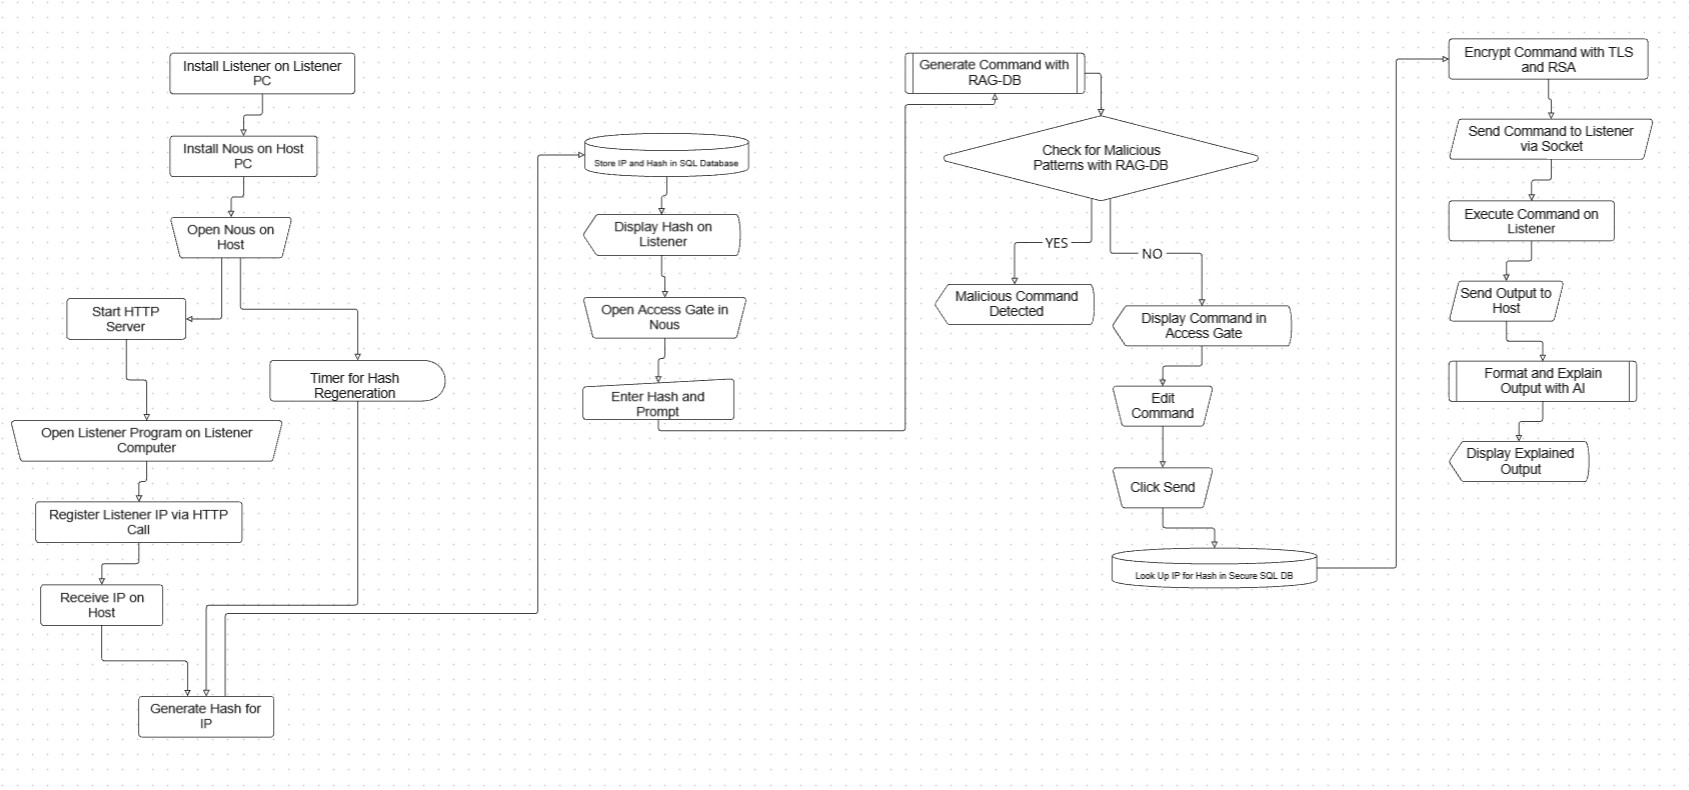 Install Listener on Listener
PC
Install Nous on Host
PC
Open Nous on
Host
Start HTTP
Server
Timer for Hash
Regeneration
Open Listener Program on Listener
Computer
Register Listener IP via HTTP
Call
Receive IP on
Host
Generate Hash for
IP
Store IP and Hash in SQL Database
Display Hash on
Listener
Open Access Gate in
Nous
Enter Hash and
Prompt
Generate Command with
RAG-DB
Check for Malicious
Patterns with RAG-DB
YES
NO
Malicious Command
Detected
Display Command in
Access Gate
Edit
Command
Click Send
Look Up IP for Hash in Secure SQL DB
Encrypt Command with TLS
and RSA
Send Command to Listener
via Socket
Execute Command on
Listener
Send Output to
Host
Format and Explain
Output with AI
Display Explained
Output